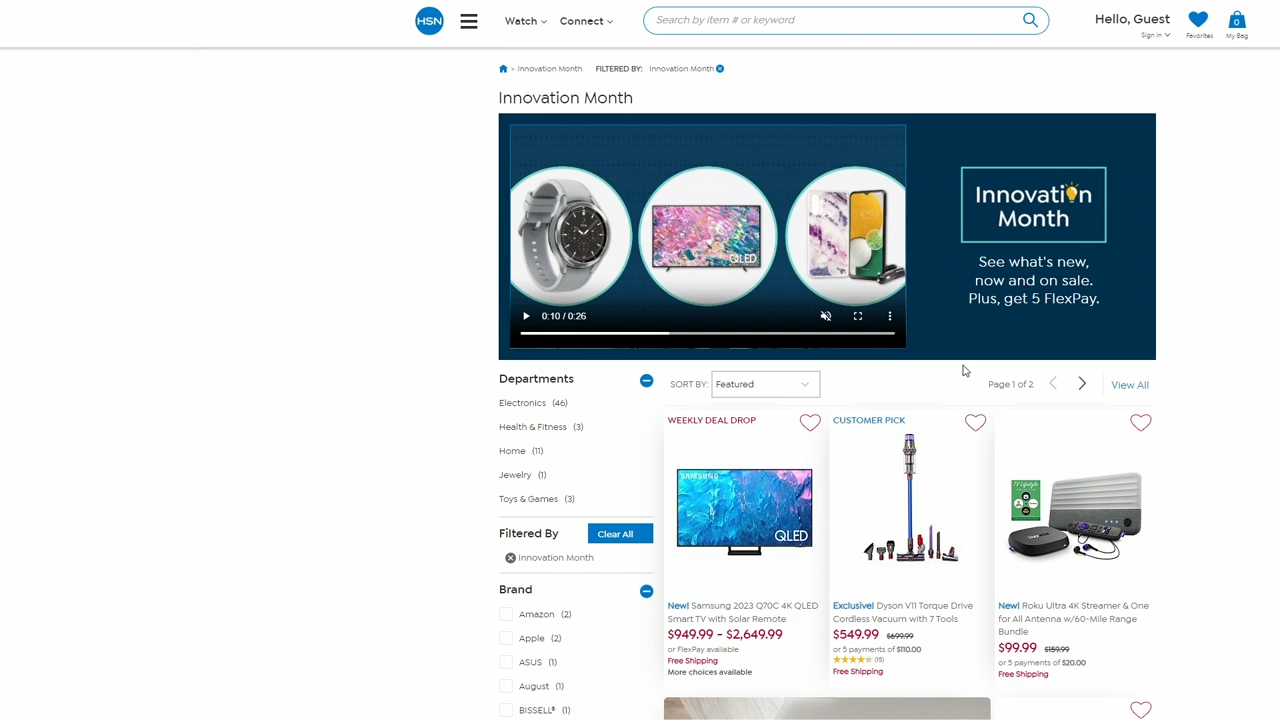 HSN
Watch
Connect
Search by item # or keyword
Hello, Guest
Sign In
Favorites
0
My Bag
> Innovation Month
FILTERED BY:
Innovation Month
Innovation Month
QLED
0:10 / 0:26
Innovation
Month
See what's new,
now and on sale.
Plus, get 5 FlexPay.
Departments
Electronics (46)
Health & Fitness (3)
Home (11)
Jewelry (1)
Toys & Games (3)
Filtered By
Clear All
Innovation Month
Brand
Amazon (2)
Apple (2)
ASUS (1)
August (1)
BISSELL® (1)
SORT BY:
Featured
Page 1 of 2
View All
WEEKLY DEAL DROP
SAMSUNG
QLED
New! Samsung 2023 Q70C 4K QLED
Smart TV with Solar Remote
$949.99 - $2,649.99
or FlexPay available
Free Shipping
More choices available
CUSTOMER PICK
Exclusive! Dyson V11 Torque Drive
Cordless Vacuum with 7 Tools
$549.99 $699.99
or 5 payments of $110.00
(15)
Free Shipping
New! Roku Ultra 4K Streamer & One
for All Antenna w/60-Mile Range
Bundle
$99.99 $159.99
or 5 payments of $20.00
Free Shipping